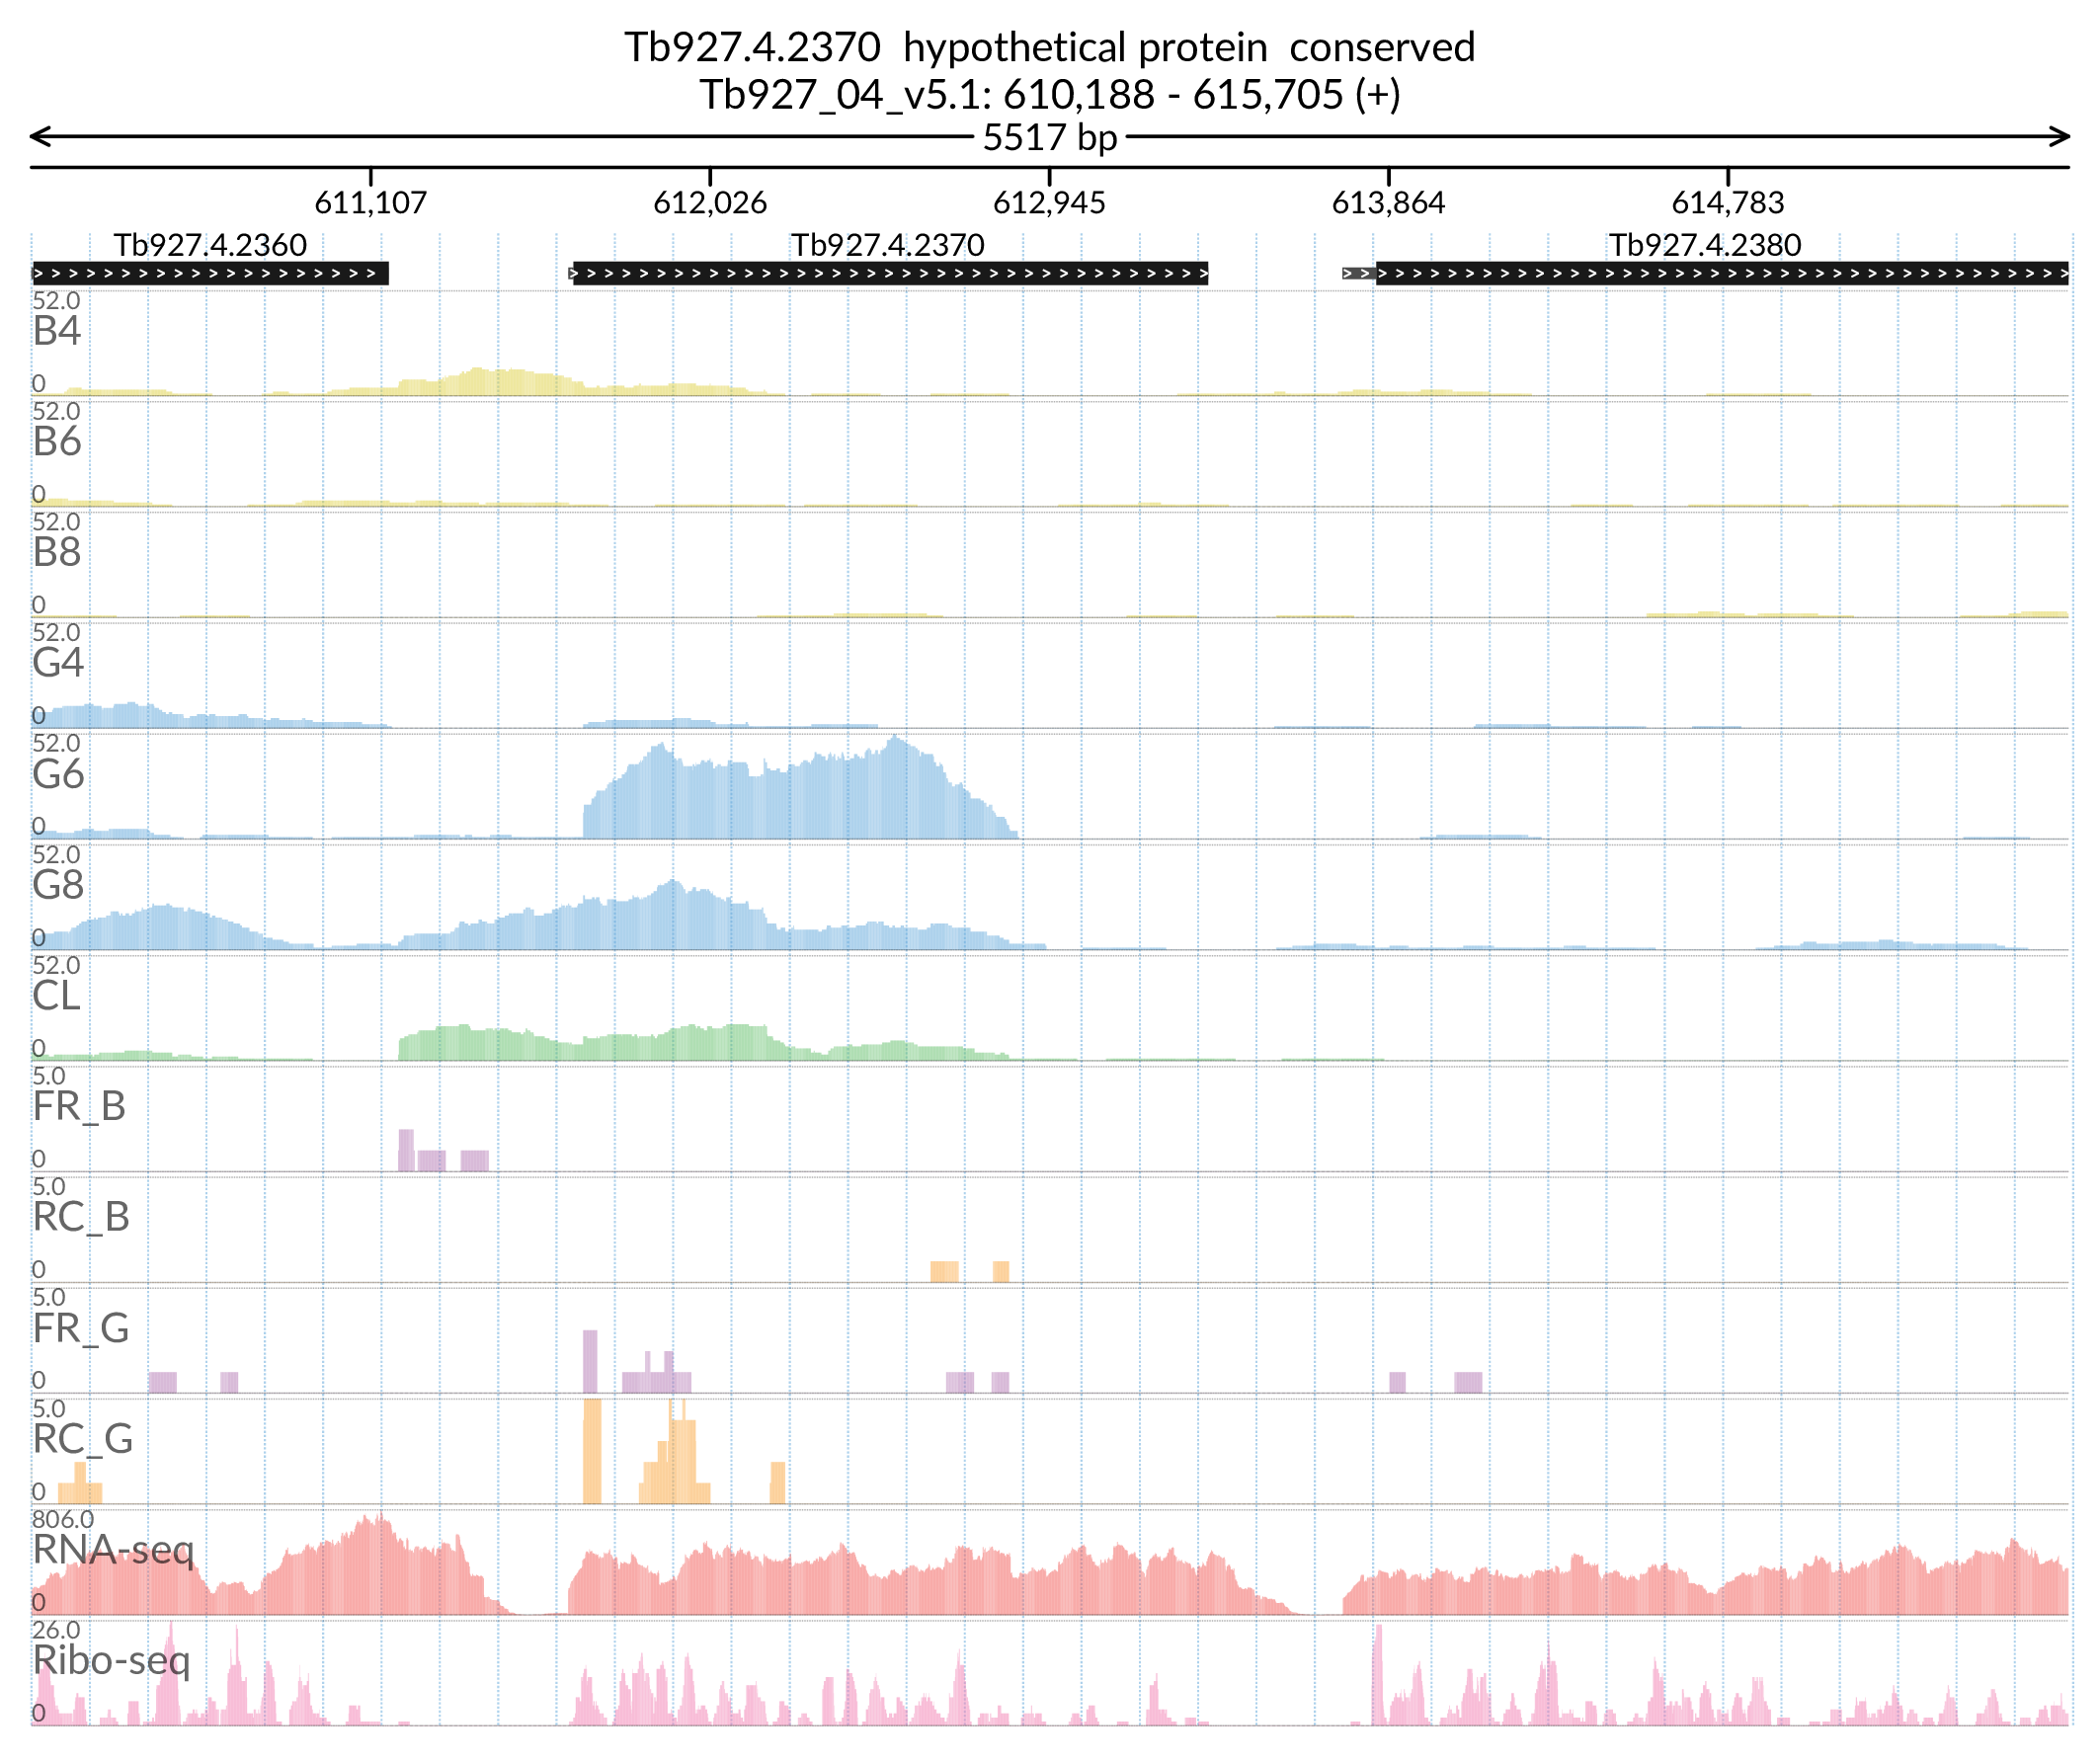 Tb927.4.2370  hypothetical protein  conserved
Tb927_04_v5.1: 610,188 - 615,705 (+)
5517 bp
611,107 612,026 612,945 613,864 614,783
Tb927.4.2360 Tb927.4.2370 Tb927.4.2380
52.0
B4
0
52.0
B6
0
52.0
B8
0
52.0
G4
0
52.0
G6
0
52.0
G8
0
52.0
CL
0
5.0
FR_B
0
5.0
RC_B
0
5.0
FR_G
0
5.0
RC_G
0
806.0
RNA-seq
0
26.0
Ribo-seq
0